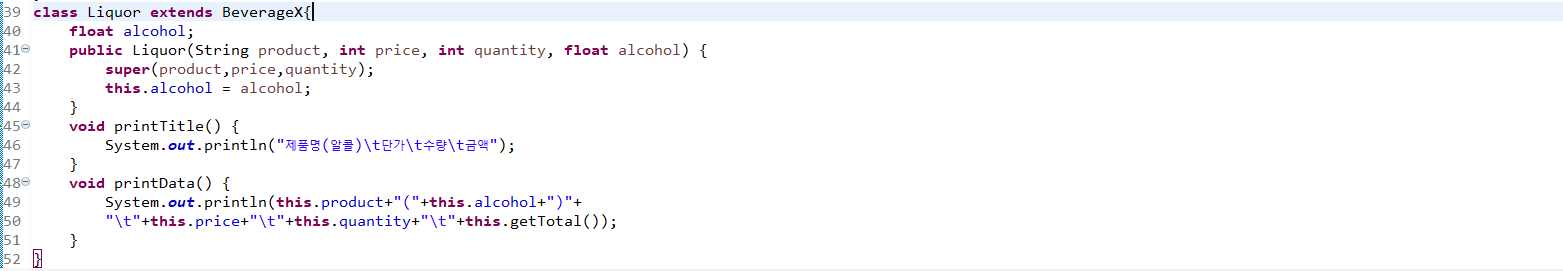 39 class Liquor extends BeverageX{
40 float alcohol;
41 public Liquor(String product, int price, int quantity, float alcohol) {
42 super(product,price,quantity);
43 this.alcohol = alcohol;
44 }
45 void printTitle() {
46 System.out.println("제품명(알콜)\t단가\t수량\t금액");
47 }
48 void printData() {
49 System.out.println(this.product+"("+this.alcohol+")"+
50 "\t"+this.price+"\t"+this.quantity+"\t"+this.getTotal());
51 }
52 }